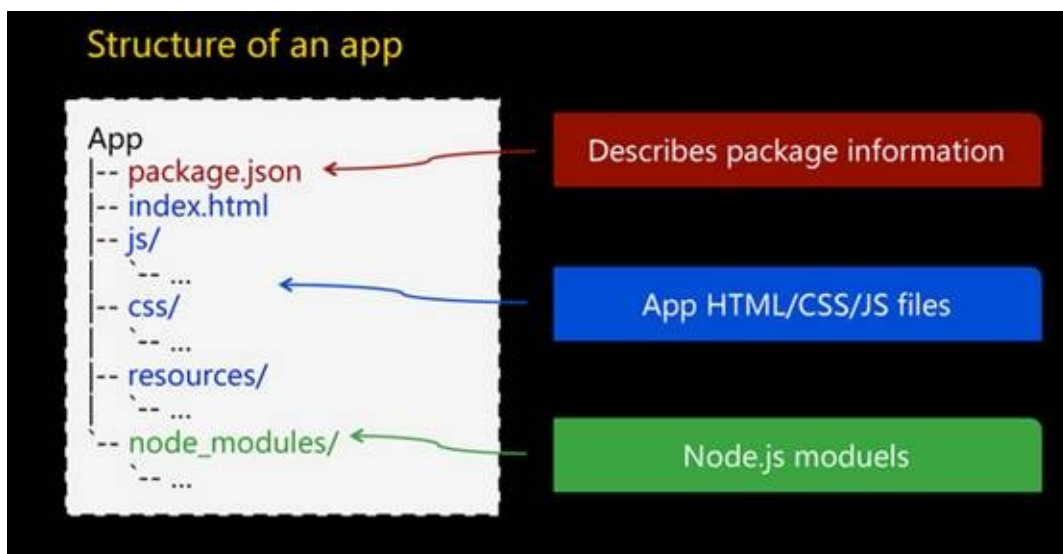 Structure of an app
App
|-- package.json
|-- index.html
|-- js/
|   `-- ...
|-- css/
|   `-- ...
|-- resources/
|   `-- ...
`-- node_modules/
    `-- ...
Describes package information
App HTML/CSS/JS files
Node.js moduels